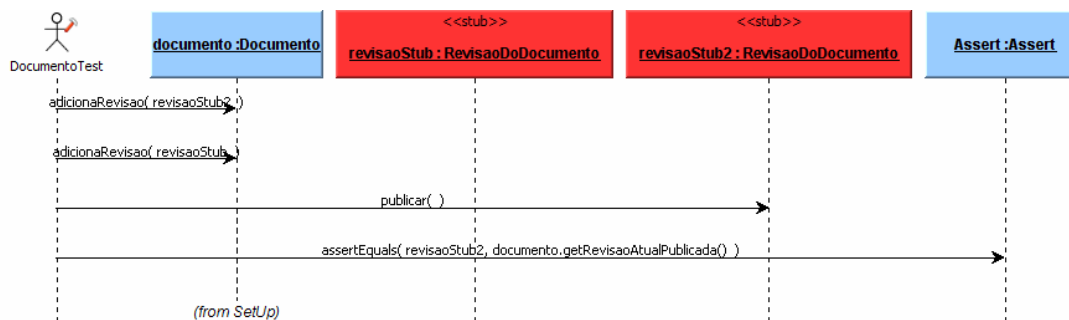 <<stub>>
<<stub>>
documento :Documento
revisaoStub : RevisaoDoDocumento
revisaoStub2 : RevisaoDoDocumento
Assert :Assert
DocumentoTest
adicionaRevisao( revisaoStub2 )
adicionaRevisao( revisaoStub )
publicar( )
assertEquals( revisaoStub2, documento.getRevisaoAtualPublicada() )
(from SetUp)